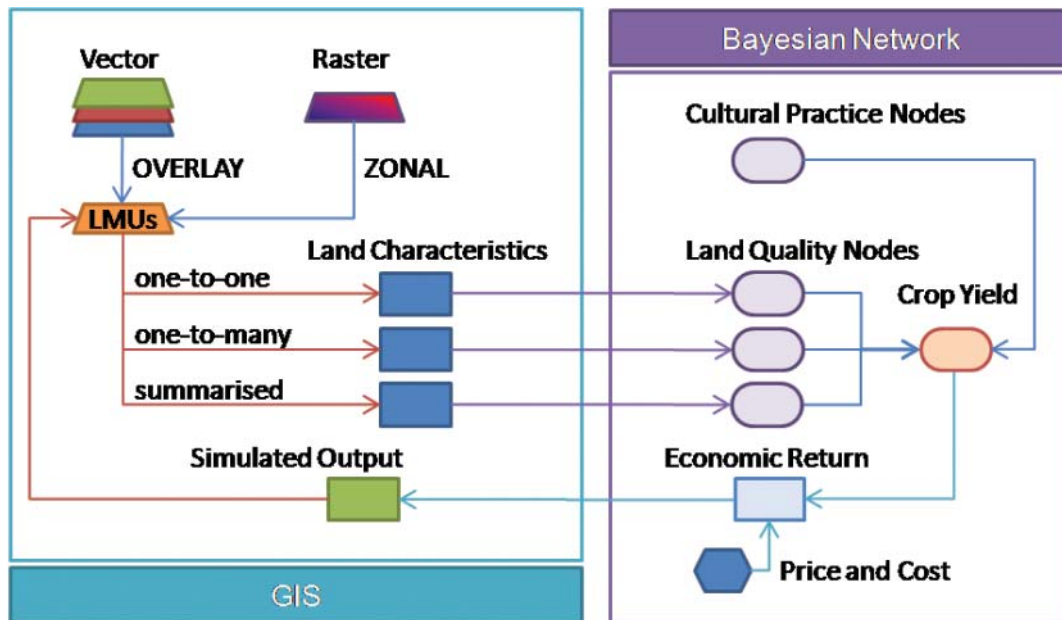 Vector
Raster
OVERLAY
ZONAL
LMUs
Land Characteristics
one-to-one
one-to-many
summarised
Simulated Output
GIS
Bayesian Network
Cultural Practice Nodes
Land Quality Nodes
Crop Yield
Economic Return
Price and Cost